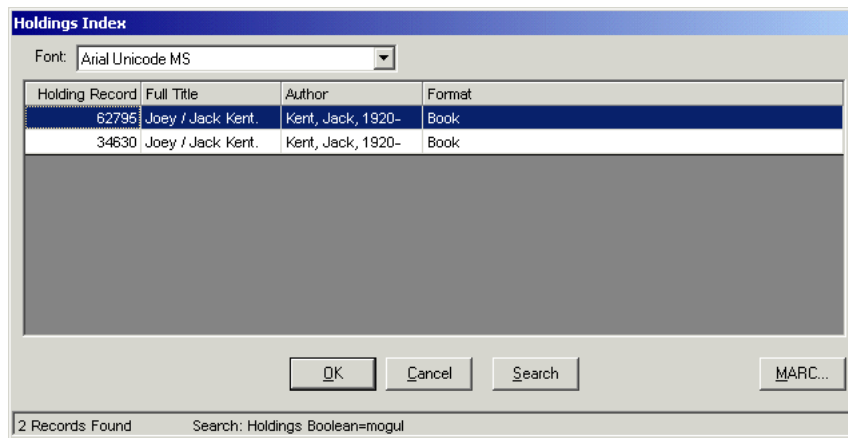 Holdings Index
Font: Arial Unicode MS
Holding Record Full Title Author Format
62795 Joey / Jack Kent. Kent, Jack, 1920- Book
34630 Joey / Jack Kent. Kent, Jack, 1920- Book
OK Cancel Search MARC...
2 Records Found Search: Holdings Boolean=mogul